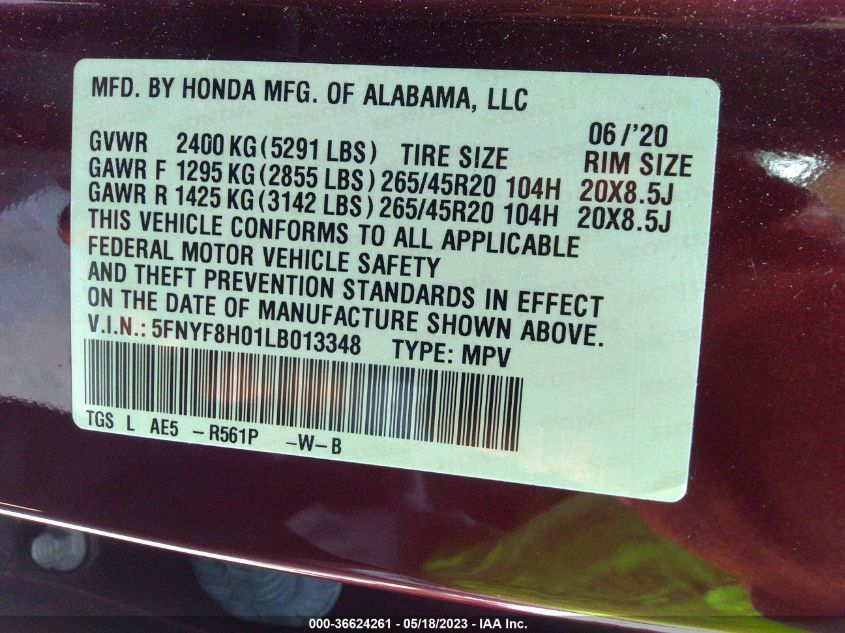 MFD. BY HONDA MFG. OF ALABAMA, LLC
06/'20
GVWR 2400 KG (5291 LBS) TIRE SIZE RIM SIZE
GAWR F 1295 KG (2855 LBS) 265/45R20 104H 20X8.5J
GAWR R 1425 KG (3142 LBS) 265/45R20 104H 20X8.5J
THIS VEHICLE CONFORMS TO ALL APPLICABLE
FEDERAL MOTOR VEHICLE SAFETY
AND THEFT PREVENTION STANDARDS IN EFFECT
ON THE DATE OF MANUFACTURE SHOWN ABOVE.
V.I.N.: 5FNYF8H01LB013348 TYPE: MPV
TGS L AE5 -R561P -W-B
000-36624261 - 05/18/2023 - IAA Inc.